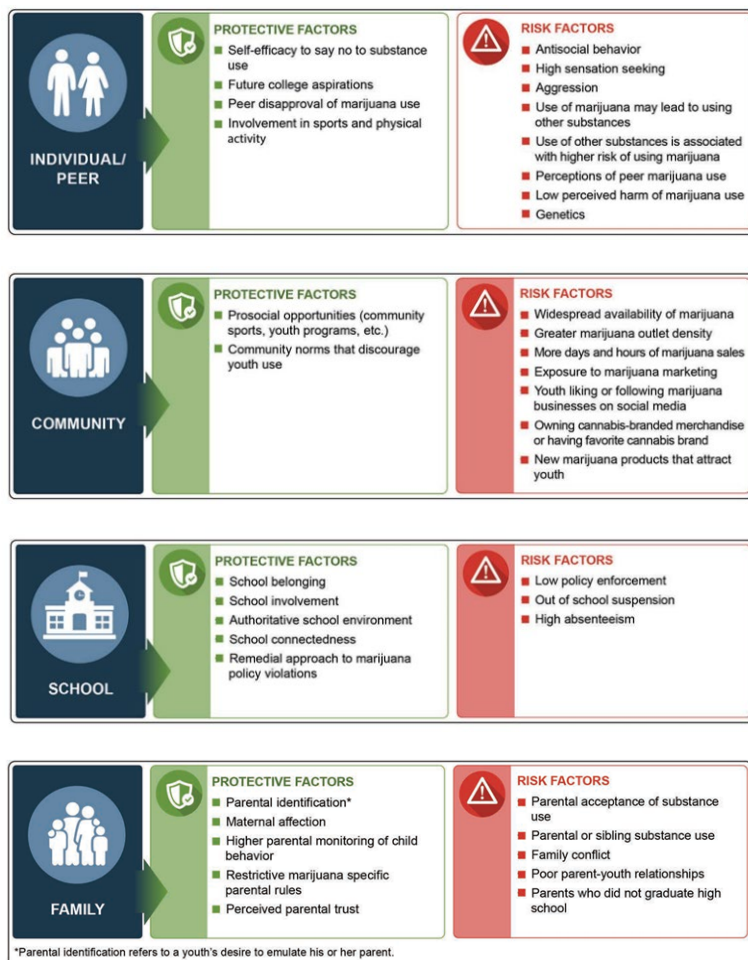 INDIVIDUAL/
PEER
PROTECTIVE FACTORS
Self-efficacy to say no to substance
use
Future college aspirations
Peer disapproval of marijuana use
Involvement in sports and physical
activity
RISK FACTORS
Antisocial behavior
High sensation seeking
Aggression
Use of marijuana may lead to using
other substances
Use of other substances is associated
with higher risk of using marijuana
Perceptions of peer marijuana use
Low perceived harm of marijuana use
Genetics
COMMUNITY
PROTECTIVE FACTORS
Prosocial opportunities (community
sports, youth programs, etc.)
Community norms that discourage
youth use
RISK FACTORS
Widespread availability of marijuana
Greater marijuana outlet density
More days and hours of marijuana sales
Exposure to marijuana marketing
Youth liking or following marijuana
businesses on social media
Owning cannabis-branded merchandise
or having favorite cannabis brand
New marijuana products that attract
youth
SCHOOL
PROTECTIVE FACTORS
School belonging
School involvement
Authoritative school environment
School connectedness
Remedial approach to marijuana
policy violations
RISK FACTORS
Low policy enforcement
Out of school suspension
High absenteeism
FAMILY
PROTECTIVE FACTORS
Parental identification*
Maternal affection
Higher parental monitoring of child
behavior
Restrictive marijuana specific
parental rules
Perceived parental trust
RISK FACTORS
Parental acceptance of substance
use
Parental or sibling substance use
Family conflict
Poor parent-youth relationships
Parents who did not graduate high
school
*Parental identification refers to a youth's desire to emulate his or her parent.